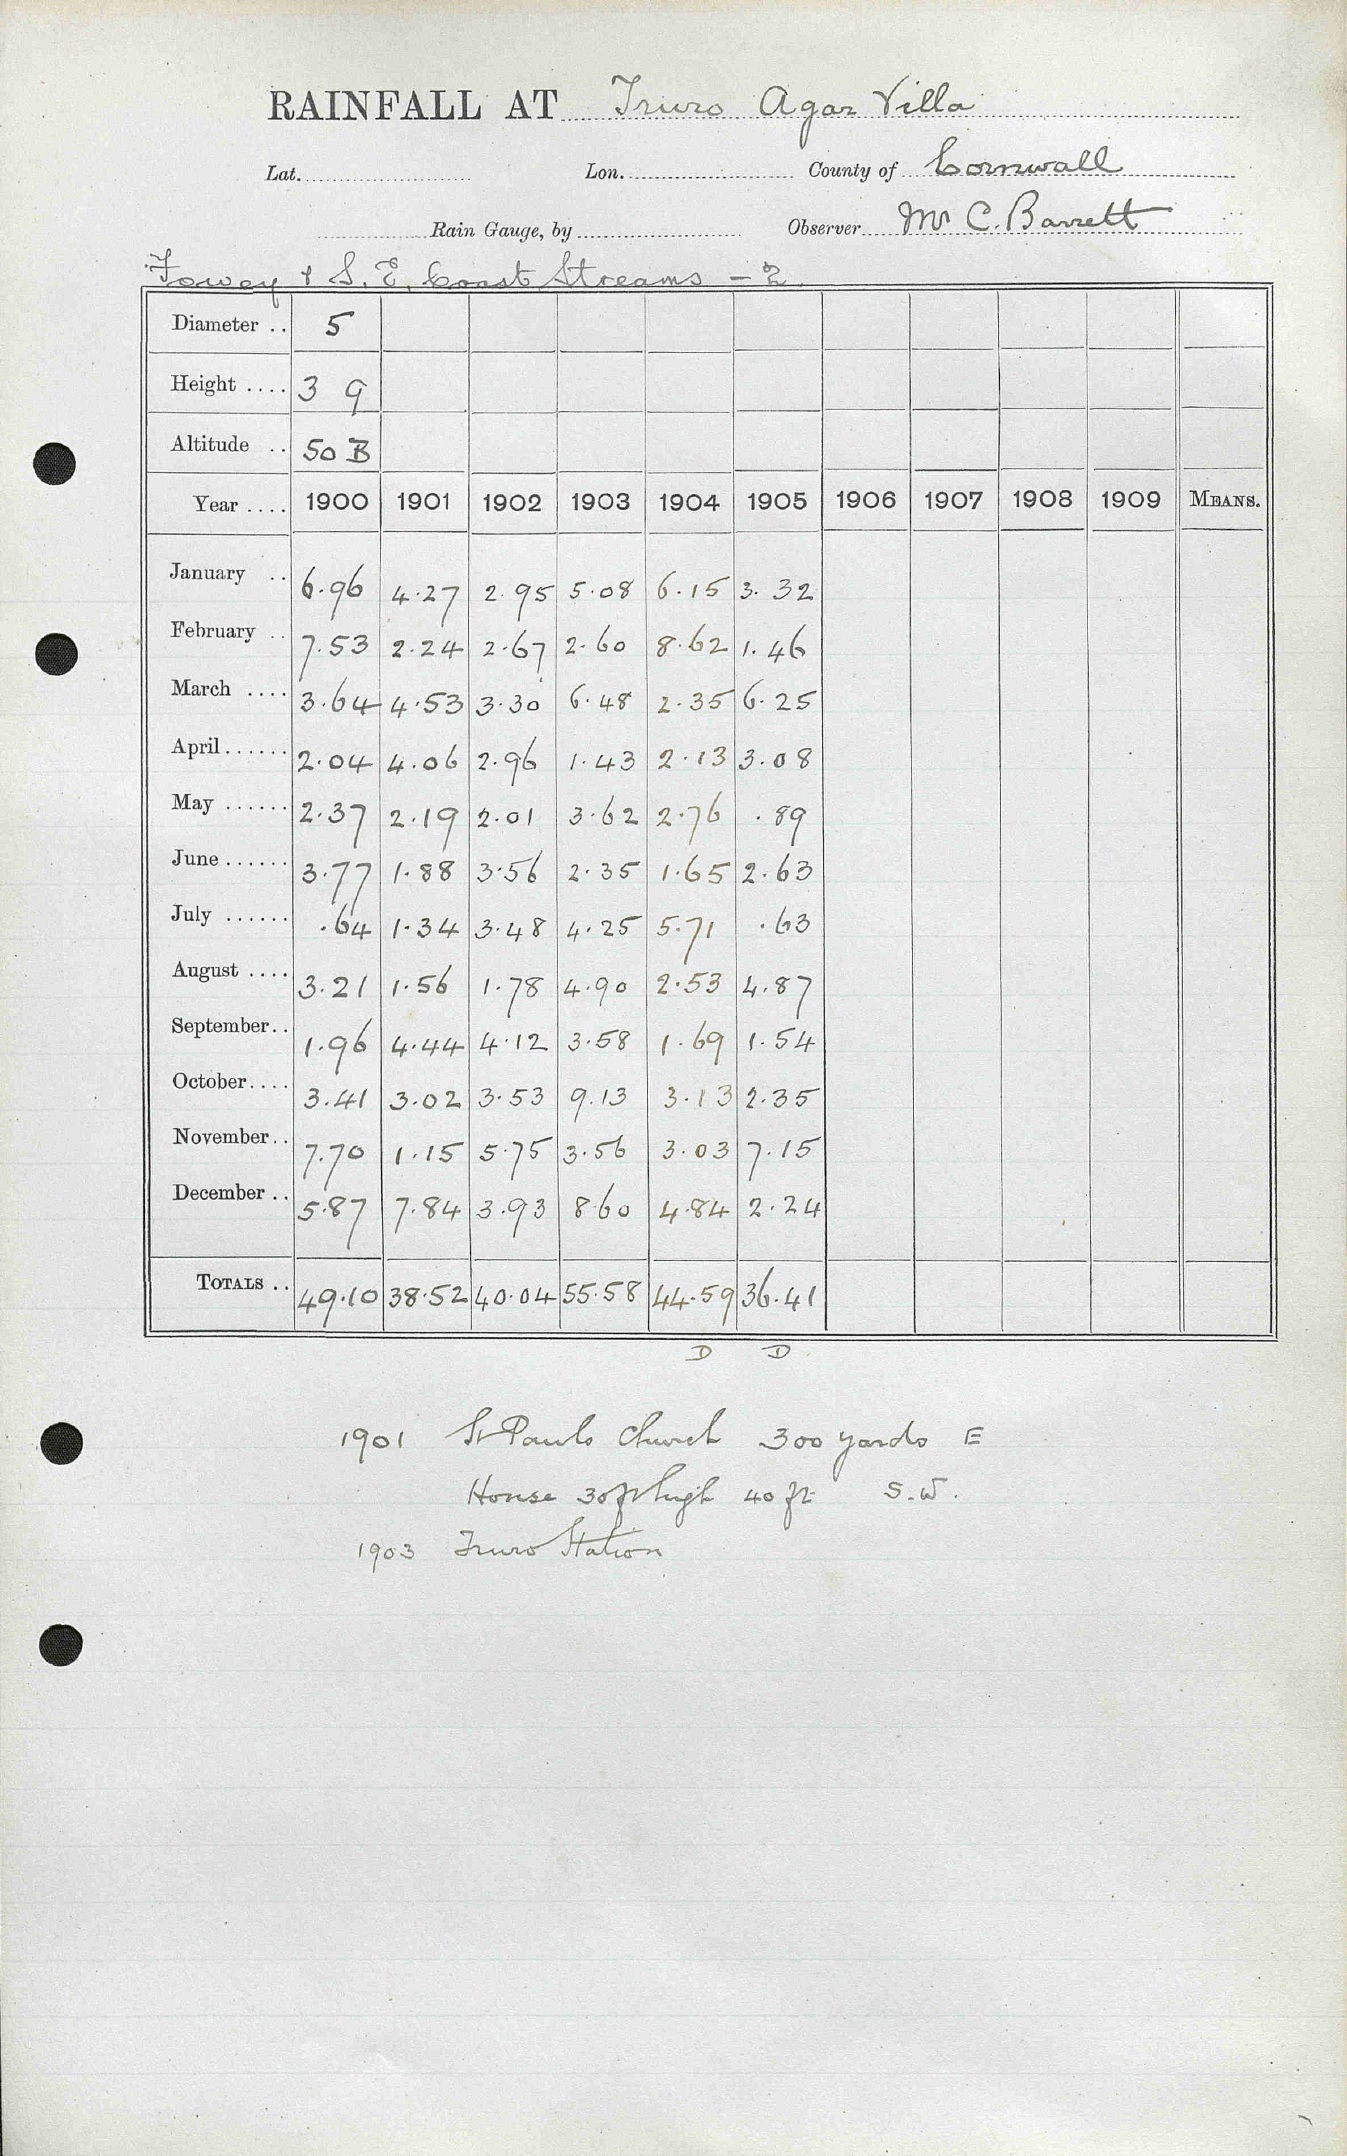 RAINFALL AT Truro Agar Villa
Lat. Lon. County of Cornwall
Rain Gauge, by Observer Mr C. Barrett
Fowey & S. E. Coast Streams - 2
Diameter .. 5
Height .... 3 9
Altitude .. 50 B
Year .... 1900 1901 1902 1903 1904 1905 1906 1907 1908 1909 MEANS.
January .. 6.96 4.27 2.95 5.08 6.15 3.32
February .. 7.53 2.24 2.67 2.60 8.62 1.46
March .... 3.64 4.53 3.30 6.48 2.35 6.25
April ...... 2.04 4.06 2.96 1.43 2.13 3.08
May ...... 2.37 2.19 2.01 3.62 2.76 .89
June ...... 3.77 1.88 3.56 2.35 1.65 2.63
July ...... .64 1.34 3.48 4.25 5.71 .63
August .... 3.21 1.56 1.78 4.90 2.53 4.87
September.. 1.96 4.44 4.12 3.58 1.69 1.54
October.... 3.41 3.02 3.53 9.13 3.13 2.35
November.. 7.70 1.15 5.75 3.56 3.03 7.15
December .. 5.87 7.84 3.93 8.60 4.84 2.24
TOTALS .. 49.10 38.52 40.04 55.58 44.59 36.41
D D
1901 St Pauls Church 300 yards E
House 30 ft high 40 ft S.W.
1903 Truro Station